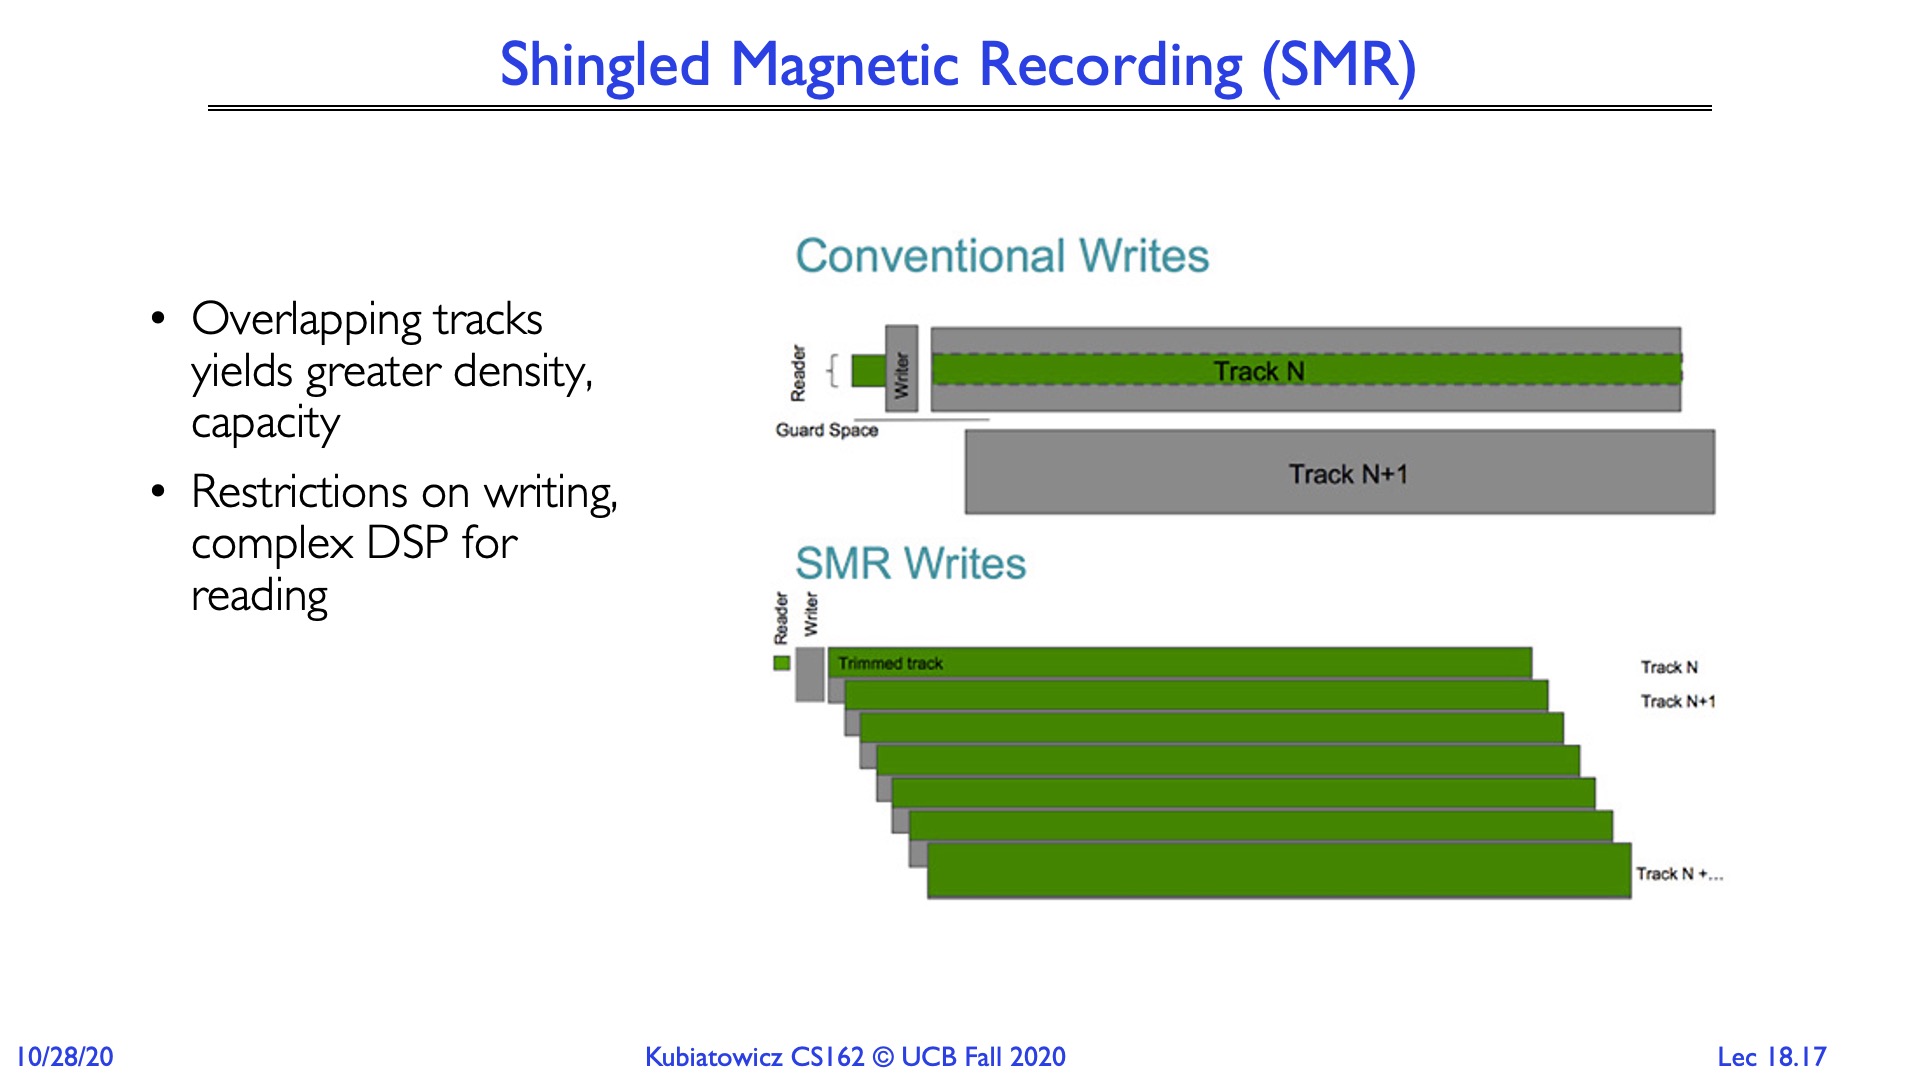 Shingled Magnetic Recording (SMR)
• Overlapping tracks
yields greater density,
capacity
• Restrictions on writing,
complex DSP for
reading
Conventional Writes
Reader
Writer
Track N
Guard Space
Track N+1
SMR Writes
Reader
Writer
Trimmed track
Track N
Track N+1
Track N +...
10/28/20
Kubiatowicz CS162 © UCB Fall 2020
Lec 18.17